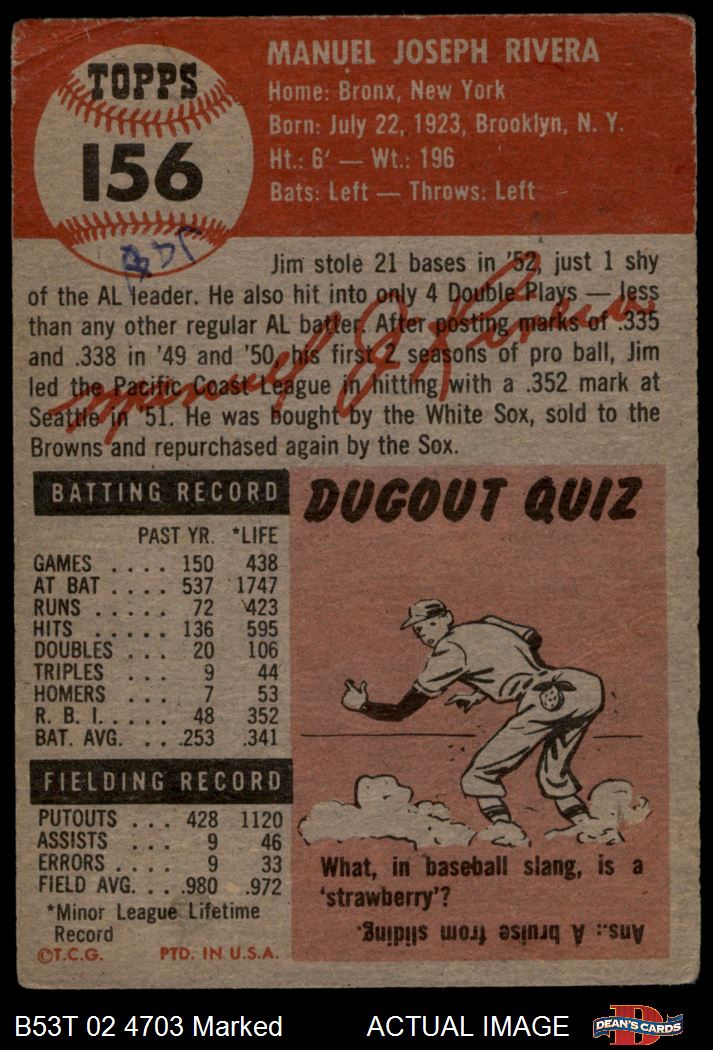 TOPPS
156
MANUEL JOSEPH RIVERA
Home: Bronx, New York
Born: July 22, 1923, Brooklyn, N. Y.
Ht.: 6' — Wt.: 196
Bats: Left — Throws: Left
Jim stole 21 bases in '52, just 1 shy
of the AL leader. He also hit into only 4 Double Plays — less
than any other regular AL batter. After posting marks of .335
and .338 in '49 and '50, his first 2 seasons of pro ball, Jim
led the Pacific Coast League in hitting with a .352 mark at
Seattle in '51. He was bought by the White Sox, sold to the
Browns and repurchased again by the Sox.
Manuel J. Rivera
BATTING RECORD
PAST YR. *LIFE
GAMES .... 150 438
AT BAT .... 537 1747
RUNS ..... 72 423
HITS ..... 136 595
DOUBLES ... 20 106
TRIPLES ... 9 44
HOMERS ... 7 53
R. B. I. .... 48 352
BAT. AVG. ... .253 .341
FIELDING RECORD
PUTOUTS ... 428 1120
ASSISTS ... 9 46
ERRORS ... 9 33
FIELD AVG. ... .980 .972
*Minor League Lifetime
Record
©T.C.G. PTD. IN U.S.A.
DUGOUT QUIZ
What, in baseball slang, is a
'strawberry'?
Ans.: A bruise from sliding.
B53T 02 4703 Marked ACTUAL IMAGE
DEAN'S CARDS